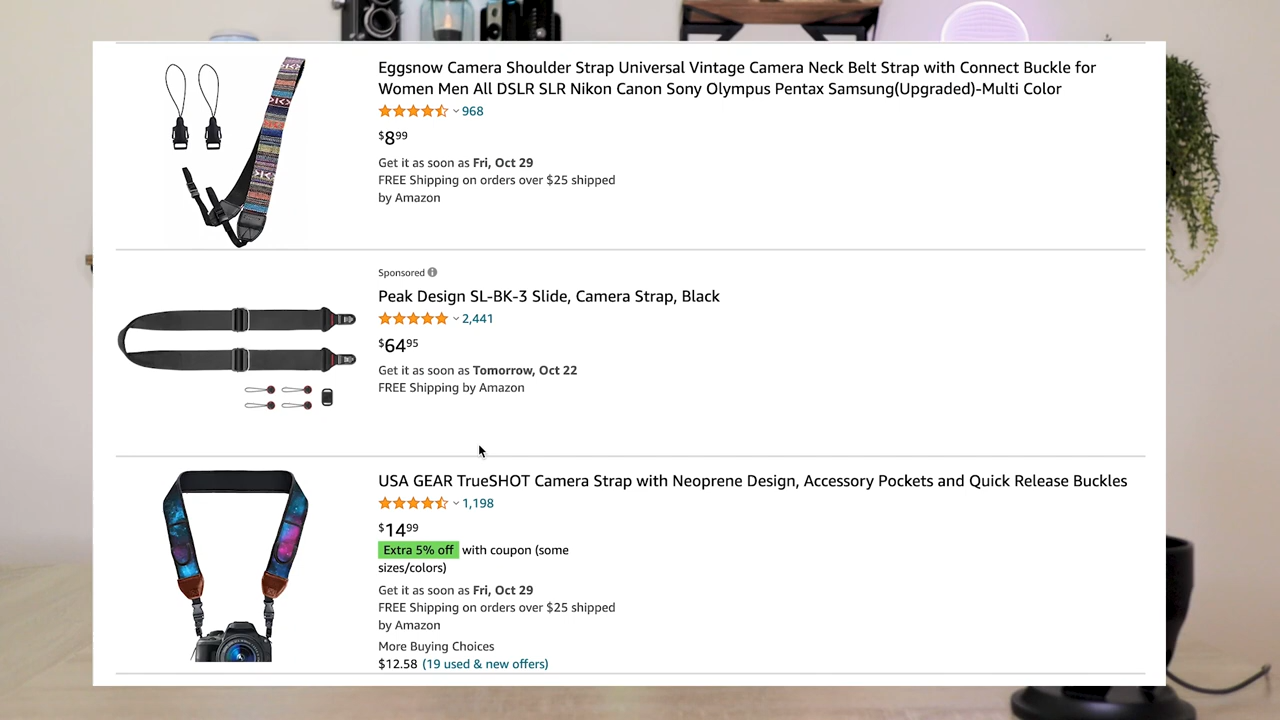 Eggsnow Camera Shoulder Strap Universal Vintage Camera Neck Belt Strap with Connect Buckle for
Women Men All DSLR SLR Nikon Canon Sony Olympus Pentax Samsung(Upgraded)-Multi Color
968
$8.99
Get it as soon as Fri, Oct 29
FREE Shipping on orders over $25 shipped
by Amazon
Sponsored
Peak Design SL-BK-3 Slide, Camera Strap, Black
2,441
$64.95
Get it as soon as Tomorrow, Oct 22
FREE Shipping by Amazon
USA GEAR TrueSHOT Camera Strap with Neoprene Design, Accessory Pockets and Quick Release Buckles
1,198
$14.99
Extra 5% off with coupon (some
sizes/colors)
Get it as soon as Fri, Oct 29
FREE Shipping on orders over $25 shipped
by Amazon
More Buying Choices
$12.58 (19 used & new offers)